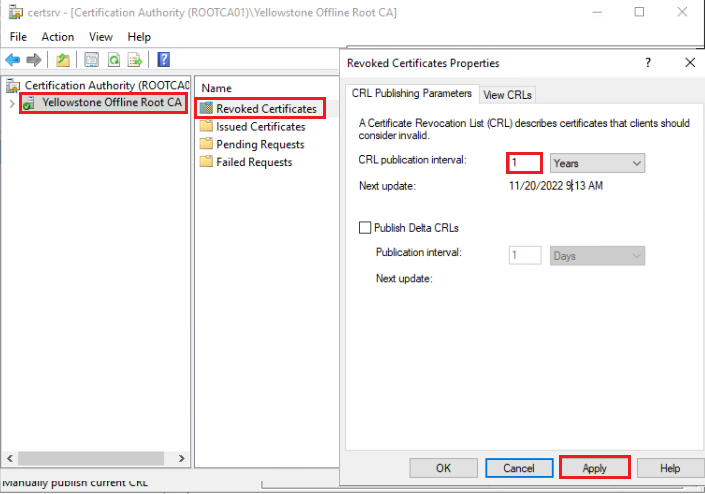 certsrv - [Certification Authority (ROOTCA01)\Yellowstone Offline Root CA]
File Action View Help
Certification Authority (ROOTCA0
Yellowstone Offline Root CA
Name
Revoked Certificates
Issued Certificates
Pending Requests
Failed Requests
Manually publish current CRL
Revoked Certificates Properties
CRL Publishing Parameters View CRLs
A Certificate Revocation List (CRL) describes certificates that clients should
consider invalid.
CRL publication interval: 1 Years
Next update: 11/20/2022 9:13 AM
Publish Delta CRLs
Publication interval: 1 Days
Next update:
OK Cancel Apply Help